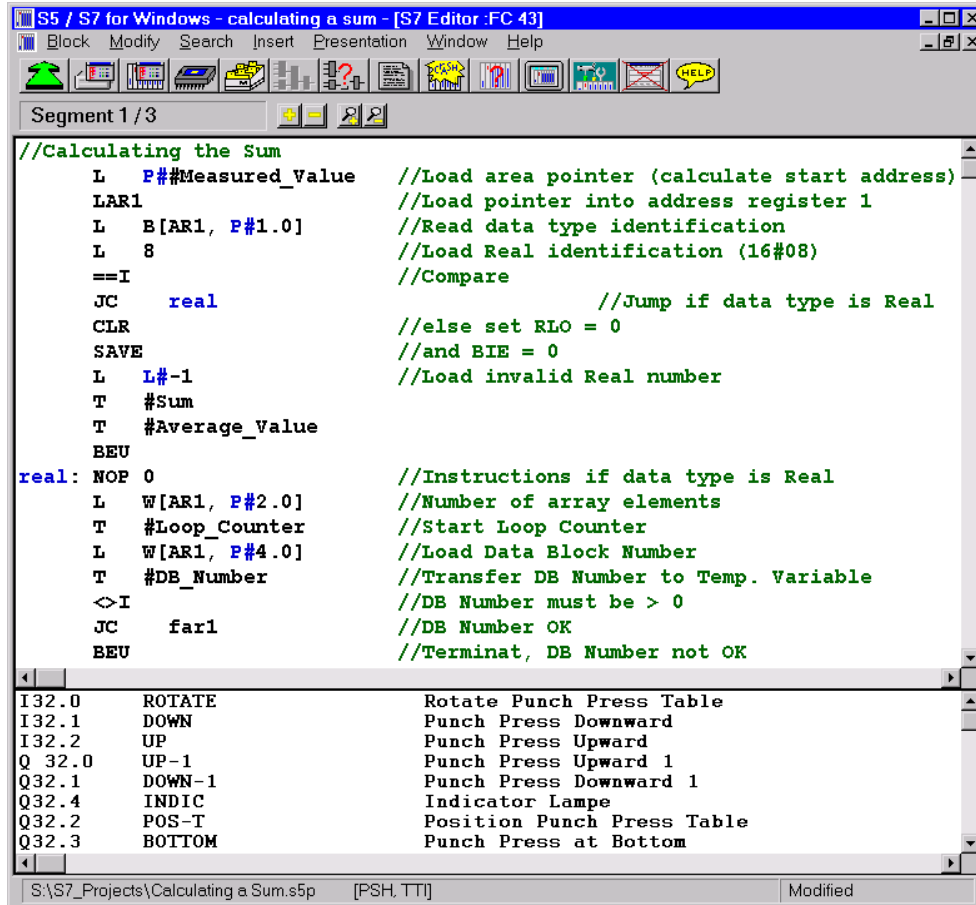 S5 / S7 for Windows - calculating a sum - [S7 Editor :FC 43]
Block Modify Search Insert Presentation Window Help
CASH
HELP
Segment 1 / 3
//Calculating the Sum
L P##Measured_Value //Load area pointer (calculate start address)
LAR1 //Load pointer into address register 1
L B[AR1, P#1.0] //Read data type identification
L 8 //Load Real identification (16#08)
==I //Compare
JC real //Jump if data type is Real
CLR //else set RLO = 0
SAVE //and BIE = 0
L L#-1 //Load invalid Real number
T #Sum
T #Average_Value
BEU
real: NOP 0 //Instructions if data type is Real
L W[AR1, P#2.0] //Number of array elements
T #Loop_Counter //Start Loop Counter
L W[AR1, P#4.0] //Load Data Block Number
T #DB_Number //Transfer DB Number to Temp. Variable
<>I //DB Number must be > 0
JC far1 //DB Number OK
BEU //Terminat, DB Number not OK
I32.0 ROTATE Rotate Punch Press Table
I32.1 DOWN Punch Press Downward
I32.2 UP Punch Press Upward
Q 32.0 UP-1 Punch Press Upward 1
Q32.1 DOWN-1 Punch Press Downward 1
Q32.4 INDIC Indicator Lampe
Q32.2 POS-T Position Punch Press Table
Q32.3 BOTTOM Punch Press at Bottom
S:\S7_Projects\Calculating a Sum.s5p [PSH, TTI] Modified